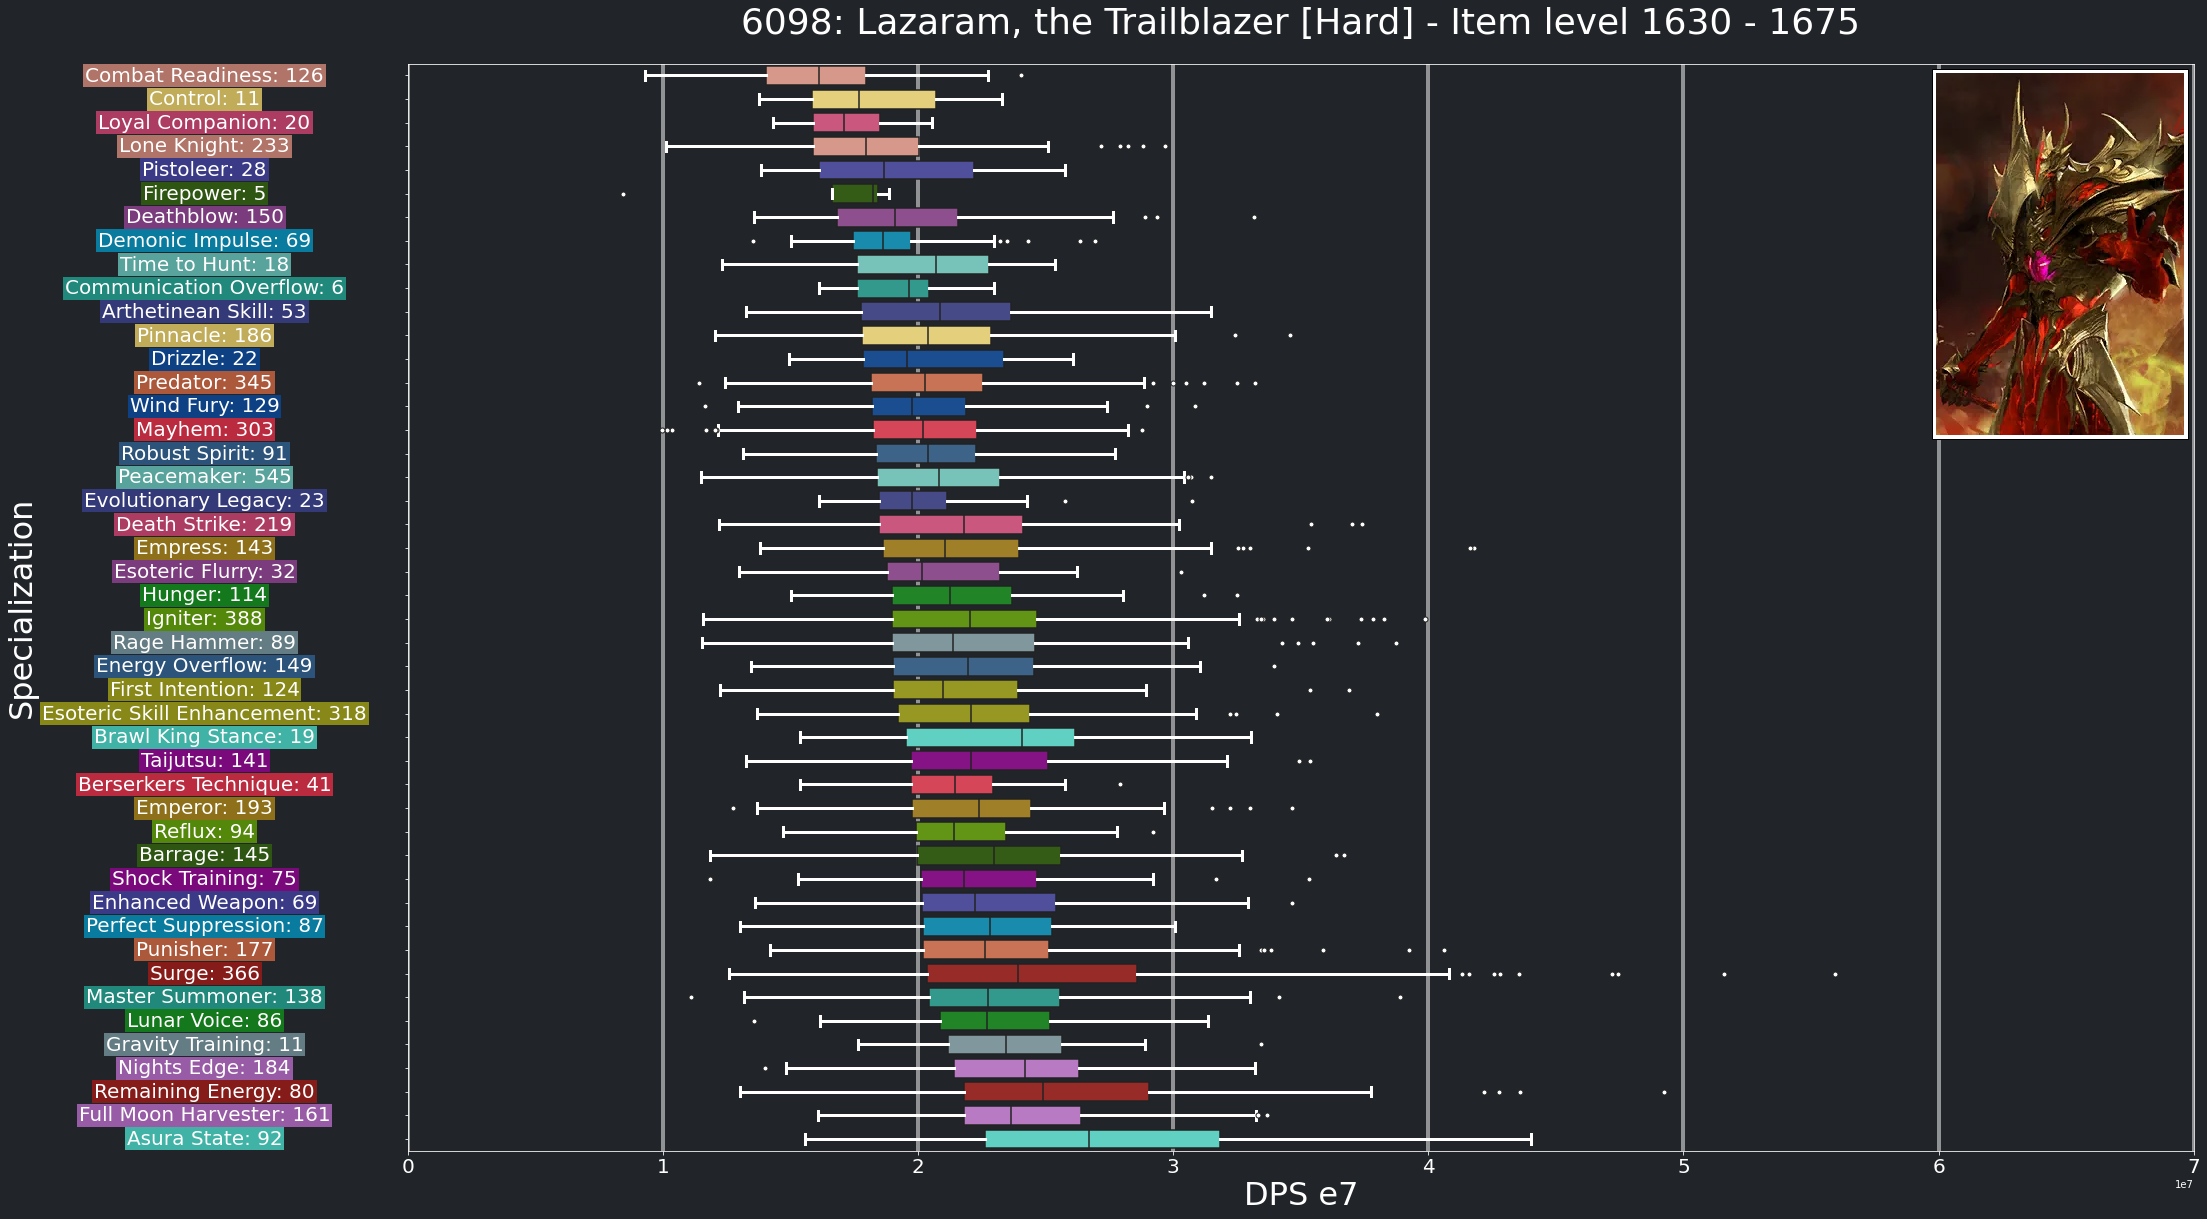 6098: Lazaram, the Trailblazer [Hard] - Item level 1630 - 1675
Combat Readiness: 126
Control: 11
Loyal Companion: 20
Lone Knight: 233
Pistoleer: 28
Firepower: 5
Deathblow: 150
Demonic Impulse: 69
Time to Hunt: 18
Communication Overflow: 6
Arthetinean Skill: 53
Pinnacle: 186
Drizzle: 22
Predator: 345
Wind Fury: 129
Mayhem: 303
Robust Spirit: 91
Peacemaker: 545
Evolutionary Legacy: 23
Death Strike: 219
Empress: 143
Esoteric Flurry: 32
Hunger: 114
Igniter: 388
Rage Hammer: 89
Energy Overflow: 149
First Intention: 124
Esoteric Skill Enhancement: 318
Brawl King Stance: 19
Taijutsu: 141
Berserkers Technique: 41
Emperor: 193
Reflux: 94
Barrage: 145
Shock Training: 75
Enhanced Weapon: 69
Perfect Suppression: 87
Punisher: 177
Surge: 366
Master Summoner: 138
Lunar Voice: 86
Gravity Training: 11
Nights Edge: 184
Remaining Energy: 80
Full Moon Harvester: 161
Asura State: 92
Specialization
0 1 2 3 4 5 6 7
1e7
DPS e7